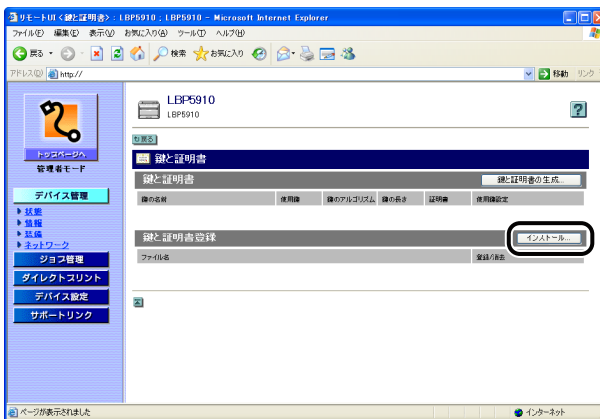 リモートUI <鍵と証明書> : LBP5910 ; LBP5910 - Microsoft Internet Explorer
ファイル(F) 編集(E) 表示(V) お気に入り(A) ツール(T) ヘルプ(H)
戻る 検索 お気に入り
アドレス(D) http:// 移動 リンク
LBP5910
LBP5910
トップページへ
管理者モード
戻る
鍵と証明書
鍵と証明書 鍵と証明書の生成...
鍵の名前 使用鍵 鍵のアルゴリズム 鍵の長さ 証明書 使用鍵設定
デバイス管理
状態
情報
装備
ネットワーク
鍵と証明書登録 インストール...
ファイル名 登録/消去
ジョブ管理
ダイレクトプリント
デバイス設定
サポートリンク
ページが表示されました インターネット